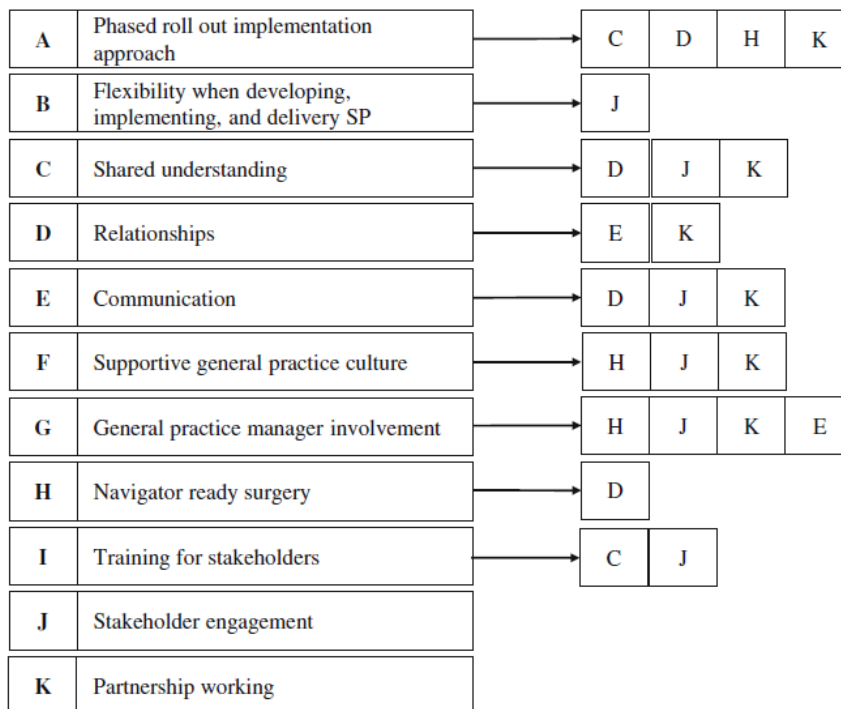 A Phased roll out implementation
approach C D H K
B Flexibility when developing,
implementing, and delivery SP J
C Shared understanding D J K
D Relationships E K
E Communication D J K
F Supportive general practice culture H J K
G General practice manager involvement H J K E
H Navigator ready surgery D
I Training for stakeholders C J
J Stakeholder engagement
K Partnership working